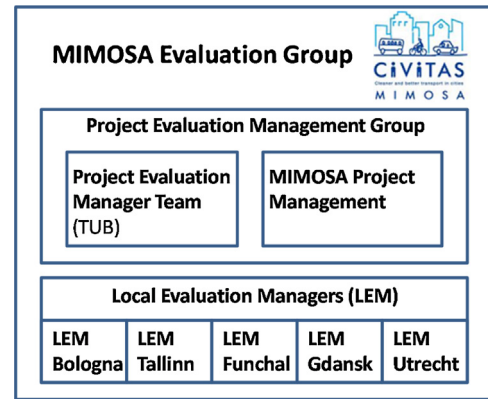 MIMOSA Evaluation Group
CiViTAS
Cleaner and better transport in cities
MIMOSA
Project Evaluation Management Group
Project Evaluation
Manager Team
(TUB)
MIMOSA Project
Management
Local Evaluation Managers (LEM)
LEM
Bologna
LEM
Tallinn
LEM
Funchal
LEM
Gdansk
LEM
Utrecht